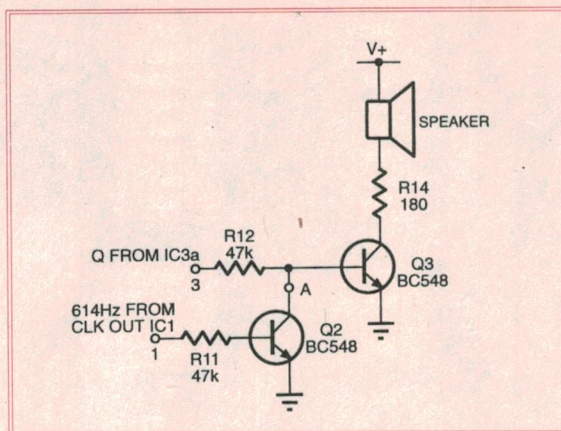 V+
SPEAKER
R14
180
R12
47k
Q FROM IC3a
3
A
Q3
BC548
614Hz FROM
CLK OUT IC1
1
R11
47k
Q2
BC548